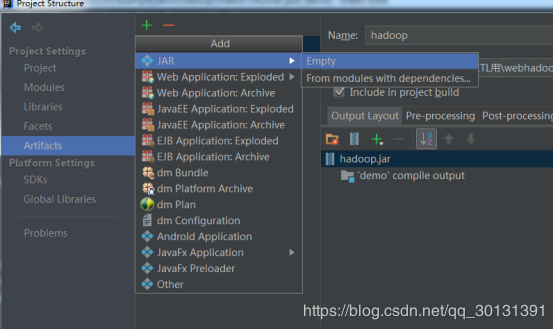 Project Structure
Project Settings
Project
Modules
Libraries
Facets
Artifacts
Platform Settings
SDKs
Global Libraries
Problems
Add
JAR
Web Application: Exploded
Web Application: Archive
JavaEE Application: Exploded
JavaEE Application: Archive
EJB Application: Exploded
EJB Application: Archive
dm Bundle
dm Platform Archive
dm Plan
dm Configuration
Android Application
JavaFx Application
JavaFx Preloader
Other
Empty
From modules with dependencies...
Name: hadoop
TL用\webhadoo
Include in project build
Output Layout Pre-processing Post-processing
hadoop.jar
'demo' compile output
https://blog.csdn.net/qq_30131391